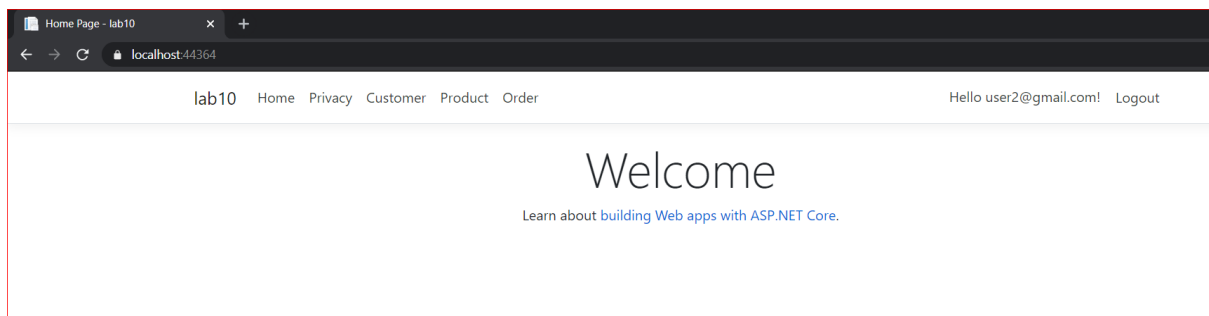 Home Page - lab10
localhost:44364
lab10 Home Privacy Customer Product Order Hello user2@gmail.com! Logout
Welcome
Learn about building Web apps with ASP.NET Core.